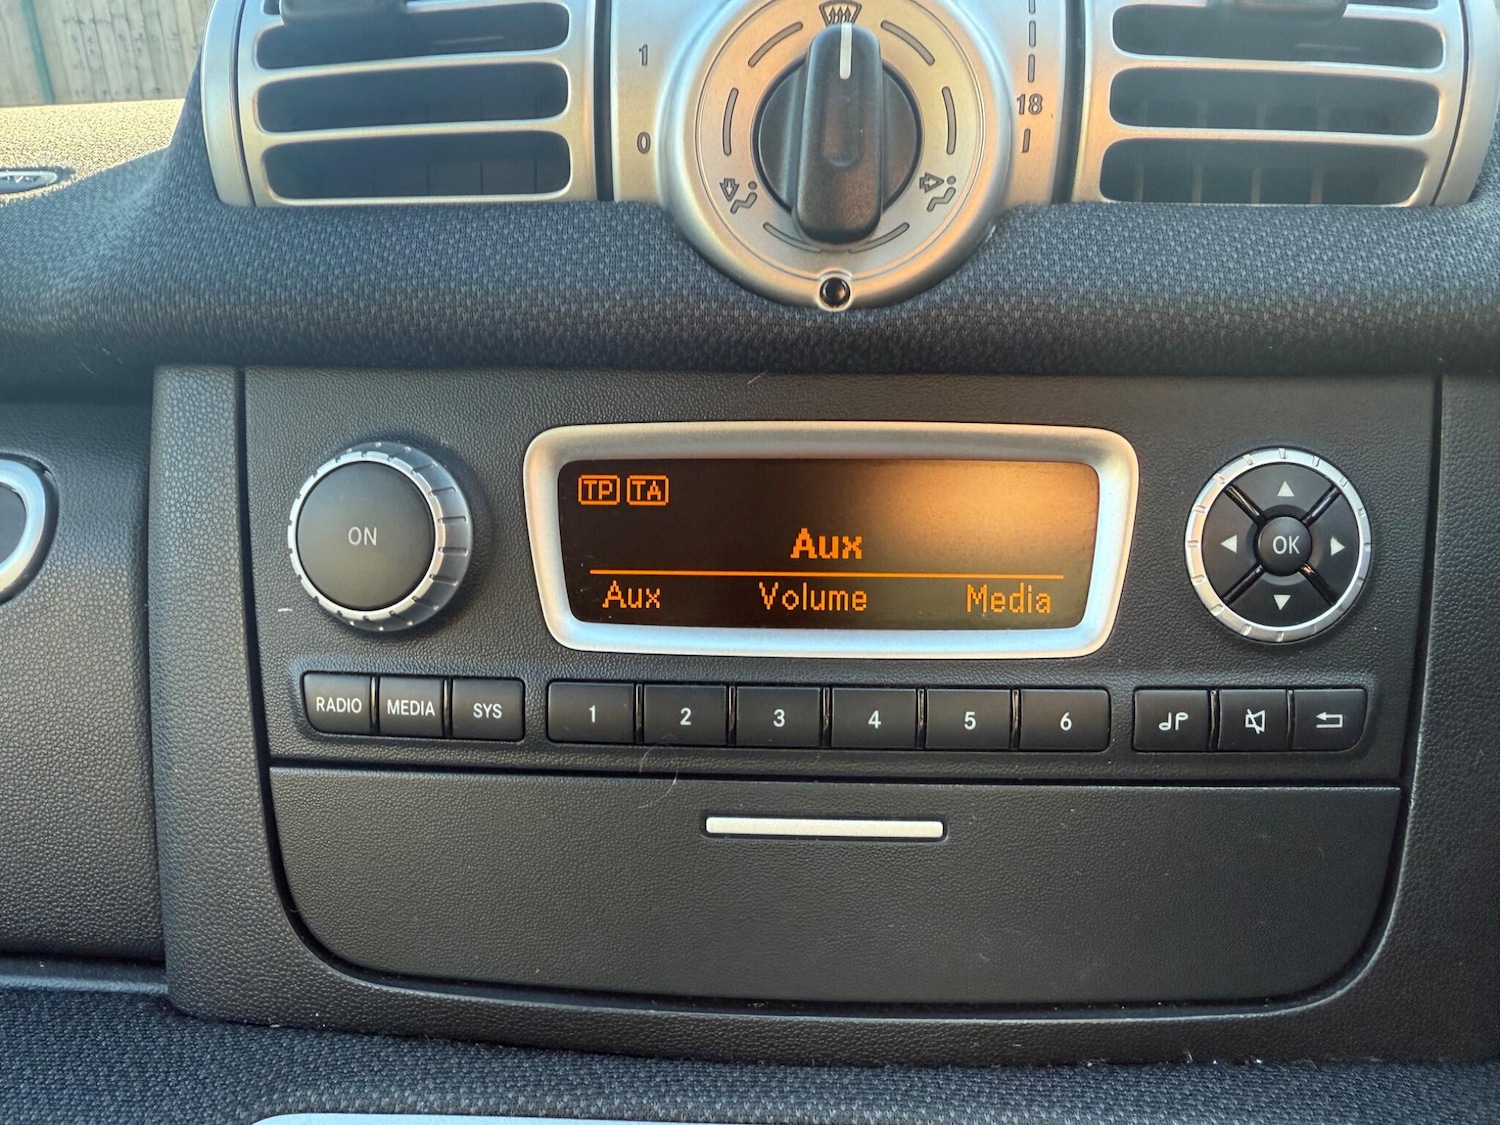 1
18
0
ON
TP TA
Aux
Aux Volume Media
OK
RADIO MEDIA SYS 1 2 3 4 5 6